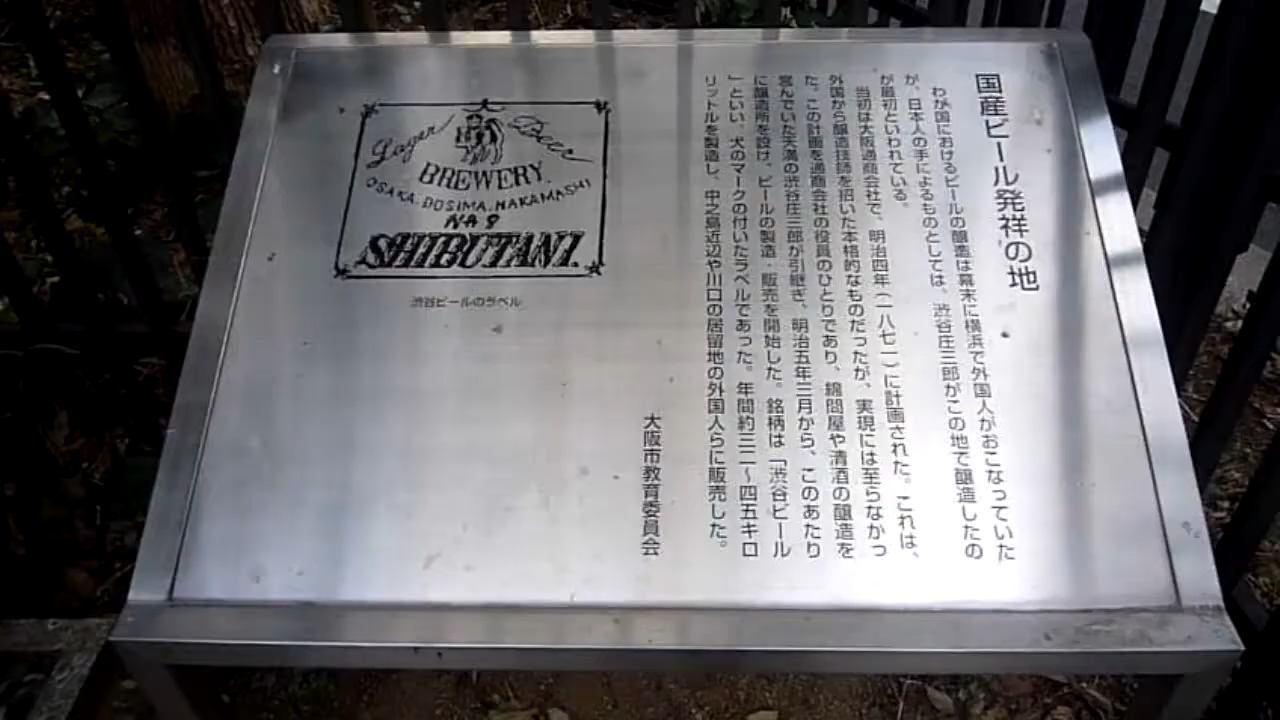 国産ビール発祥の地
わが国におけるビールの醸造は幕末に横浜で外国人がおこなっていた
が、日本人の手によるものとしては、渋谷庄三郎がこの地で醸造したの
が最初といわれている。
当初は大阪通商会社で、明治四年(一八七一)に計画された。これは、
外国から醸造技師を招いた本格的なものだったが、実現には至らなかっ
た。この計画を通商会社の役員のひとりであり、綿問屋や清酒の醸造を
営んでいた天満の渋谷庄三郎が引継ぎ、明治五年三月から、このあたり
に醸造所を設け、ビールの製造・販売を開始した。銘柄は「渋谷ビール
」といい、犬のマークの付いたラベルであった。年間約三二〜四五キロ
リットルを製造し、中之島近辺や川口の居留地の外国人らに販売した。
大阪市教育委員会
Lager Beer
BREWERY.
OSAKA.DOSIMA.NAKAMASHI
NA 9
SHIBUTANI.
渋谷ビールのラベル